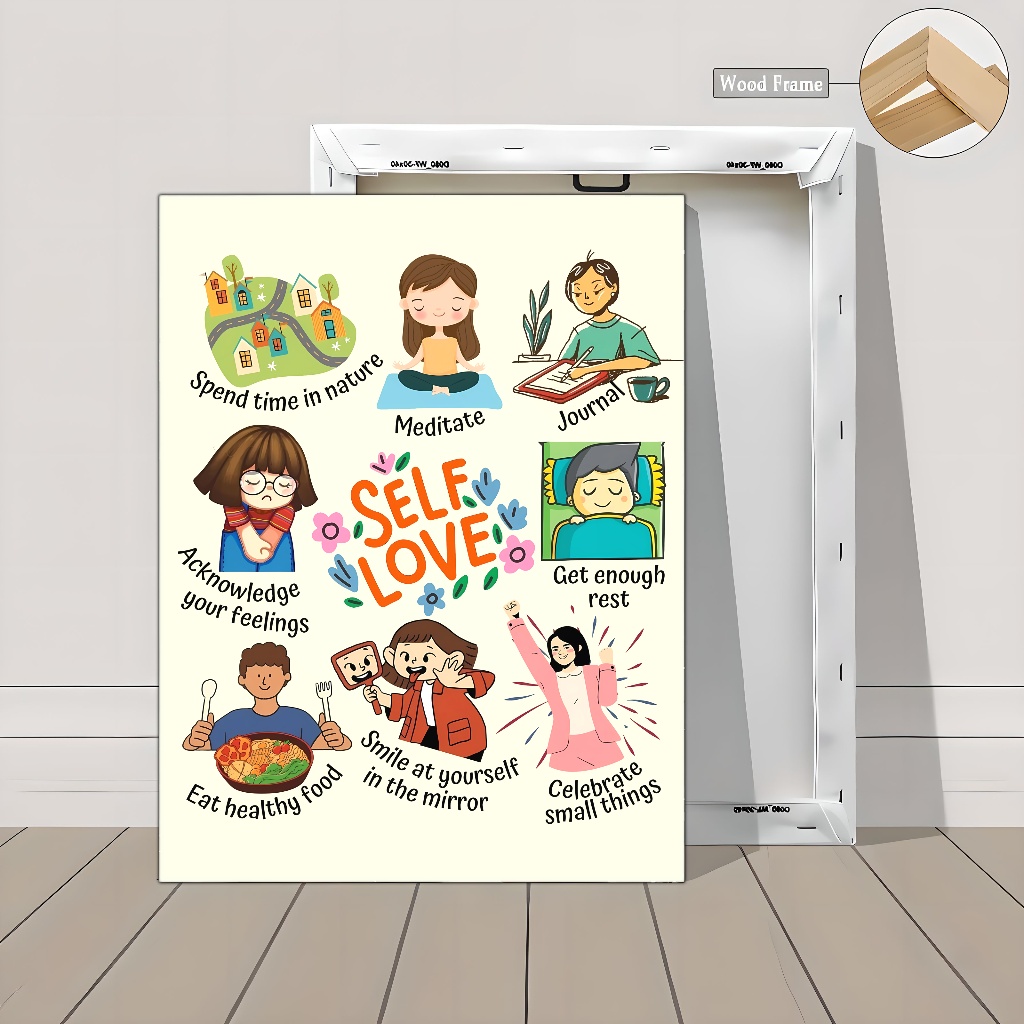 Wood Frame
Spend time in nature
Meditate
Journal
SELF
LOVE
Acknowledge
your feelings
Get enough
rest
Eat healthy food
Smile at yourself
in the mirror
Celebrate
small things